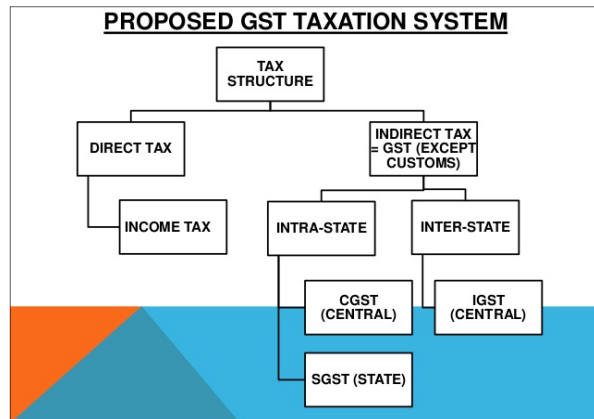 PROPOSED GST TAXATION SYSTEM
TAX
STRUCTURE
DIRECT TAX
INDIRECT TAX
= GST (EXCEPT
CUSTOMS)
INCOME TAX
INTRA-STATE
INTER-STATE
CGST
(CENTRAL)
IGST
(CENTRAL)
SGST (STATE)